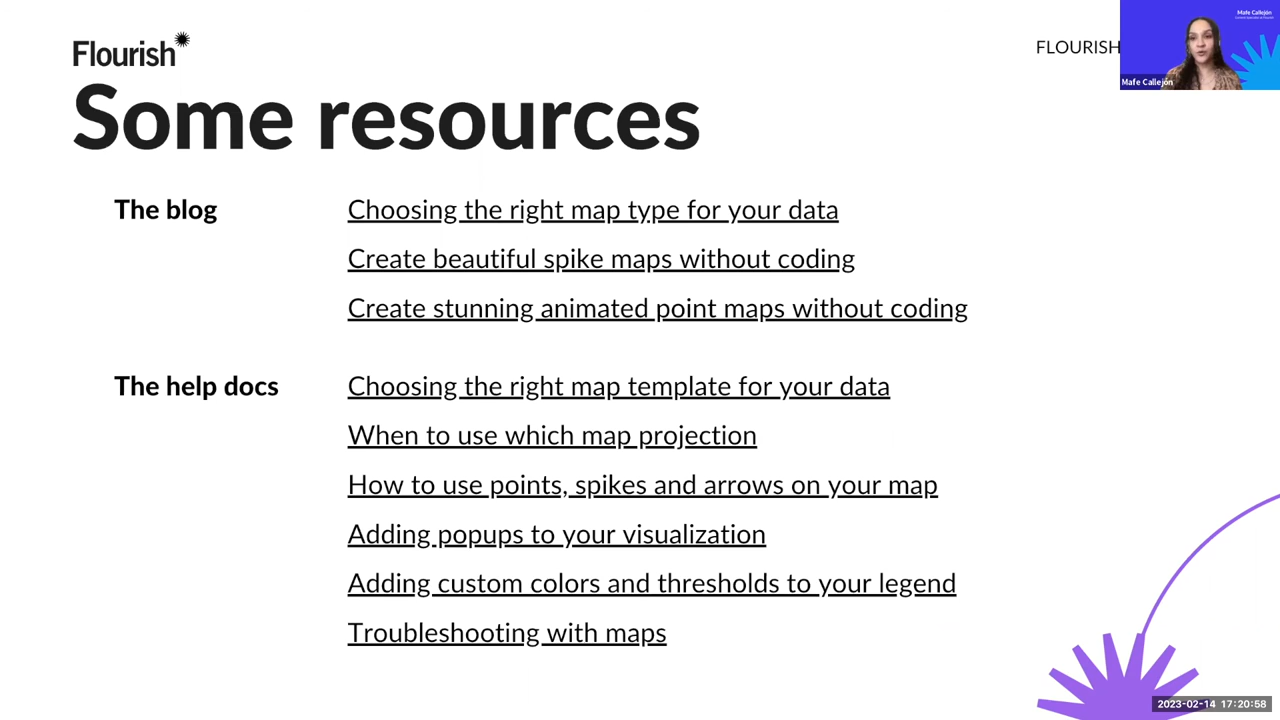 Flourish
FLOURISH
Mafe Callejón
Mafe Callejón
Some resources
The blog
Choosing the right map type for your data
Create beautiful spike maps without coding
Create stunning animated point maps without coding
The help docs
Choosing the right map template for your data
When to use which map projection
How to use points, spikes and arrows on your map
Adding popups to your visualization
Adding custom colors and thresholds to your legend
Troubleshooting with maps
2023-02-14 17:20:58